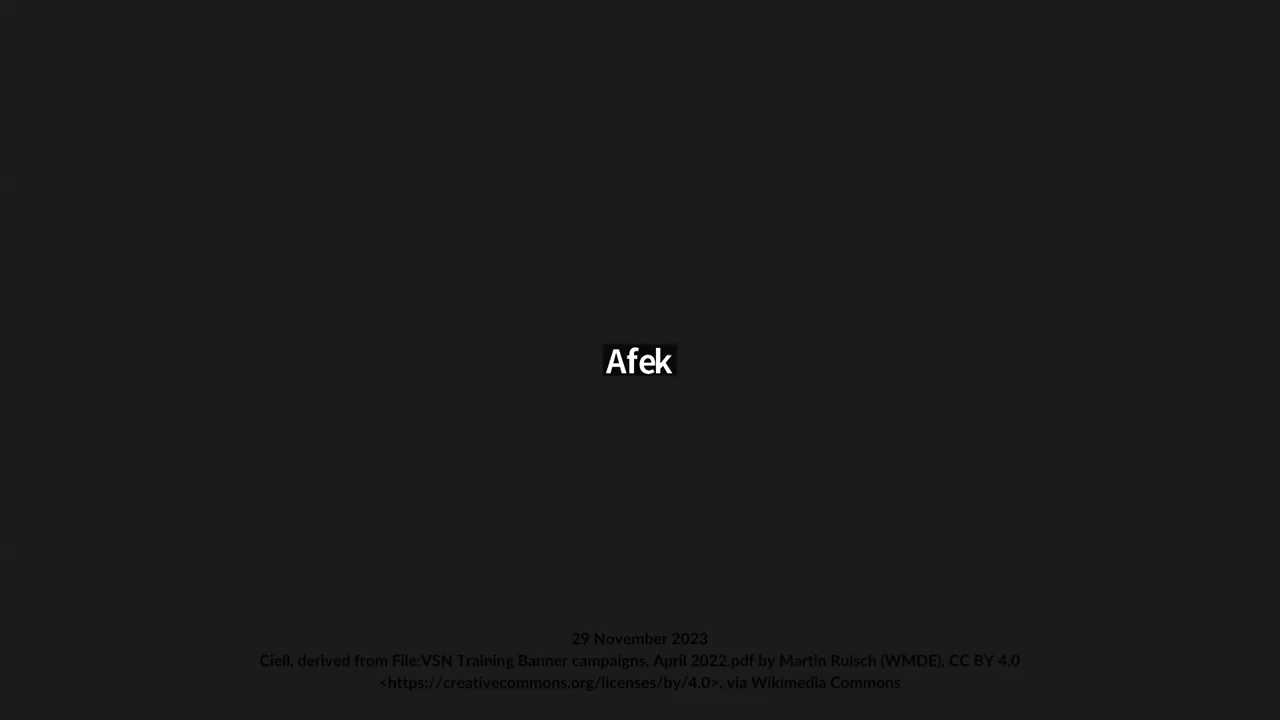 Afek
29 November 2023
Ciell, derived from File:VSN Training Banner campaigns, April 2022.pdf by Martin Rulsch (WMDE), CC BY 4.0
<https://creativecommons.org/licenses/by/4.0>, via Wikimedia Commons